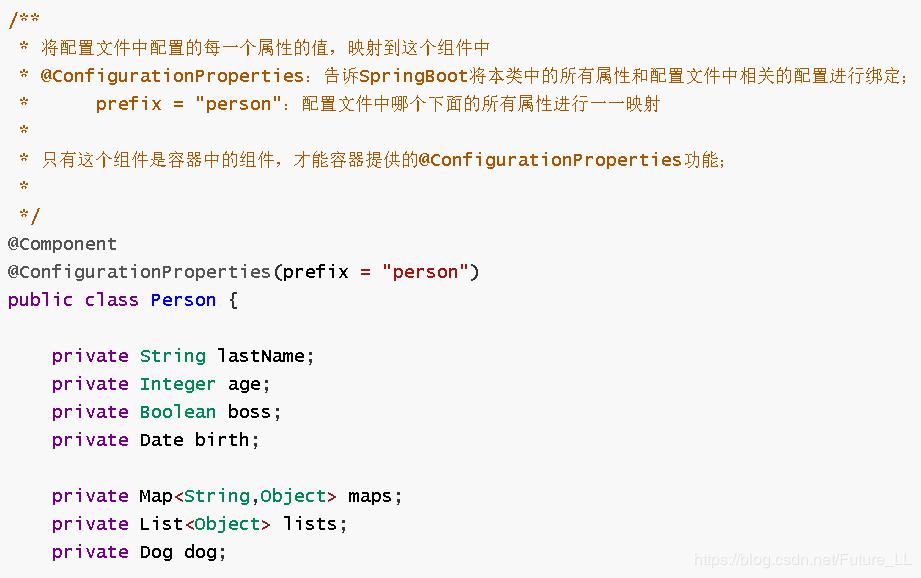 /**
 * 将配置文件中配置的每一个属性的值，映射到这个组件中
 * @ConfigurationProperties：告诉SpringBoot将本类中的所有属性和配置文件中相关的配置进行绑定；
 *      prefix = "person"：配置文件中哪个下面的所有属性进行一一映射
 *
 * 只有这个组件是容器中的组件，才能容器提供的@ConfigurationProperties功能；
 *
 */
@Component
@ConfigurationProperties(prefix = "person")
public class Person {

    private String lastName;
    private Integer age;
    private Boolean boss;
    private Date birth;

    private Map<String,Object> maps;
    private List<Object> lists;
    private Dog dog;
https://blog.csdn.net/Future_LL